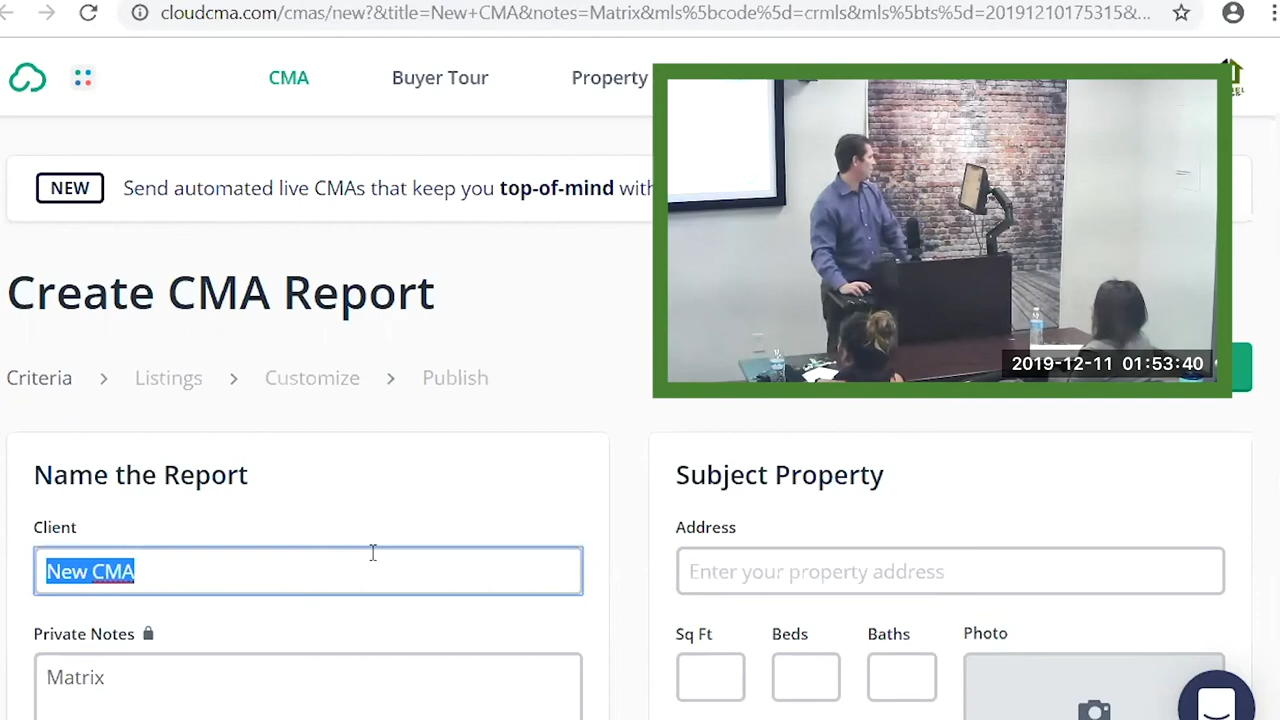 cloudcma.com/cmas/new?&title=New+CMA&notes=Matrix&mls%5bcode%5d=crmls&mls%5bts%5d=20191210175315&...
CMA
Buyer Tour
Property
NEW Send automated live CMAs that keep you top-of-mind with
2019-12-11 01:53:40
Create CMA Report
Criteria > Listings > Customize > Publish
Name the Report
Client
New CMA
Private Notes
Matrix
Subject Property
Address
Enter your property address
Sq Ft
Beds
Baths
Photo